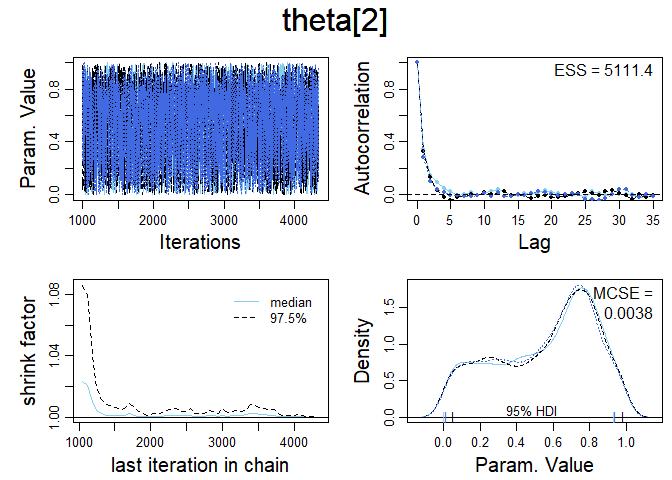 theta[2]
Param. Value
0.0 0.4 0.8
1000 2000 3000 4000
Iterations
Autocorrelation
0.0 0.4 0.8
ESS = 5111.4
0 5 10 15 20 25 30 35
Lag
shrink factor
1.00 1.04 1.08
median
97.5%
1000 2000 3000 4000
last iteration in chain
Density
0.0 0.5 1.0 1.5
MCSE =
0.0038
95% HDI
0.0 0.2 0.4 0.6 0.8 1.0
Param. Value